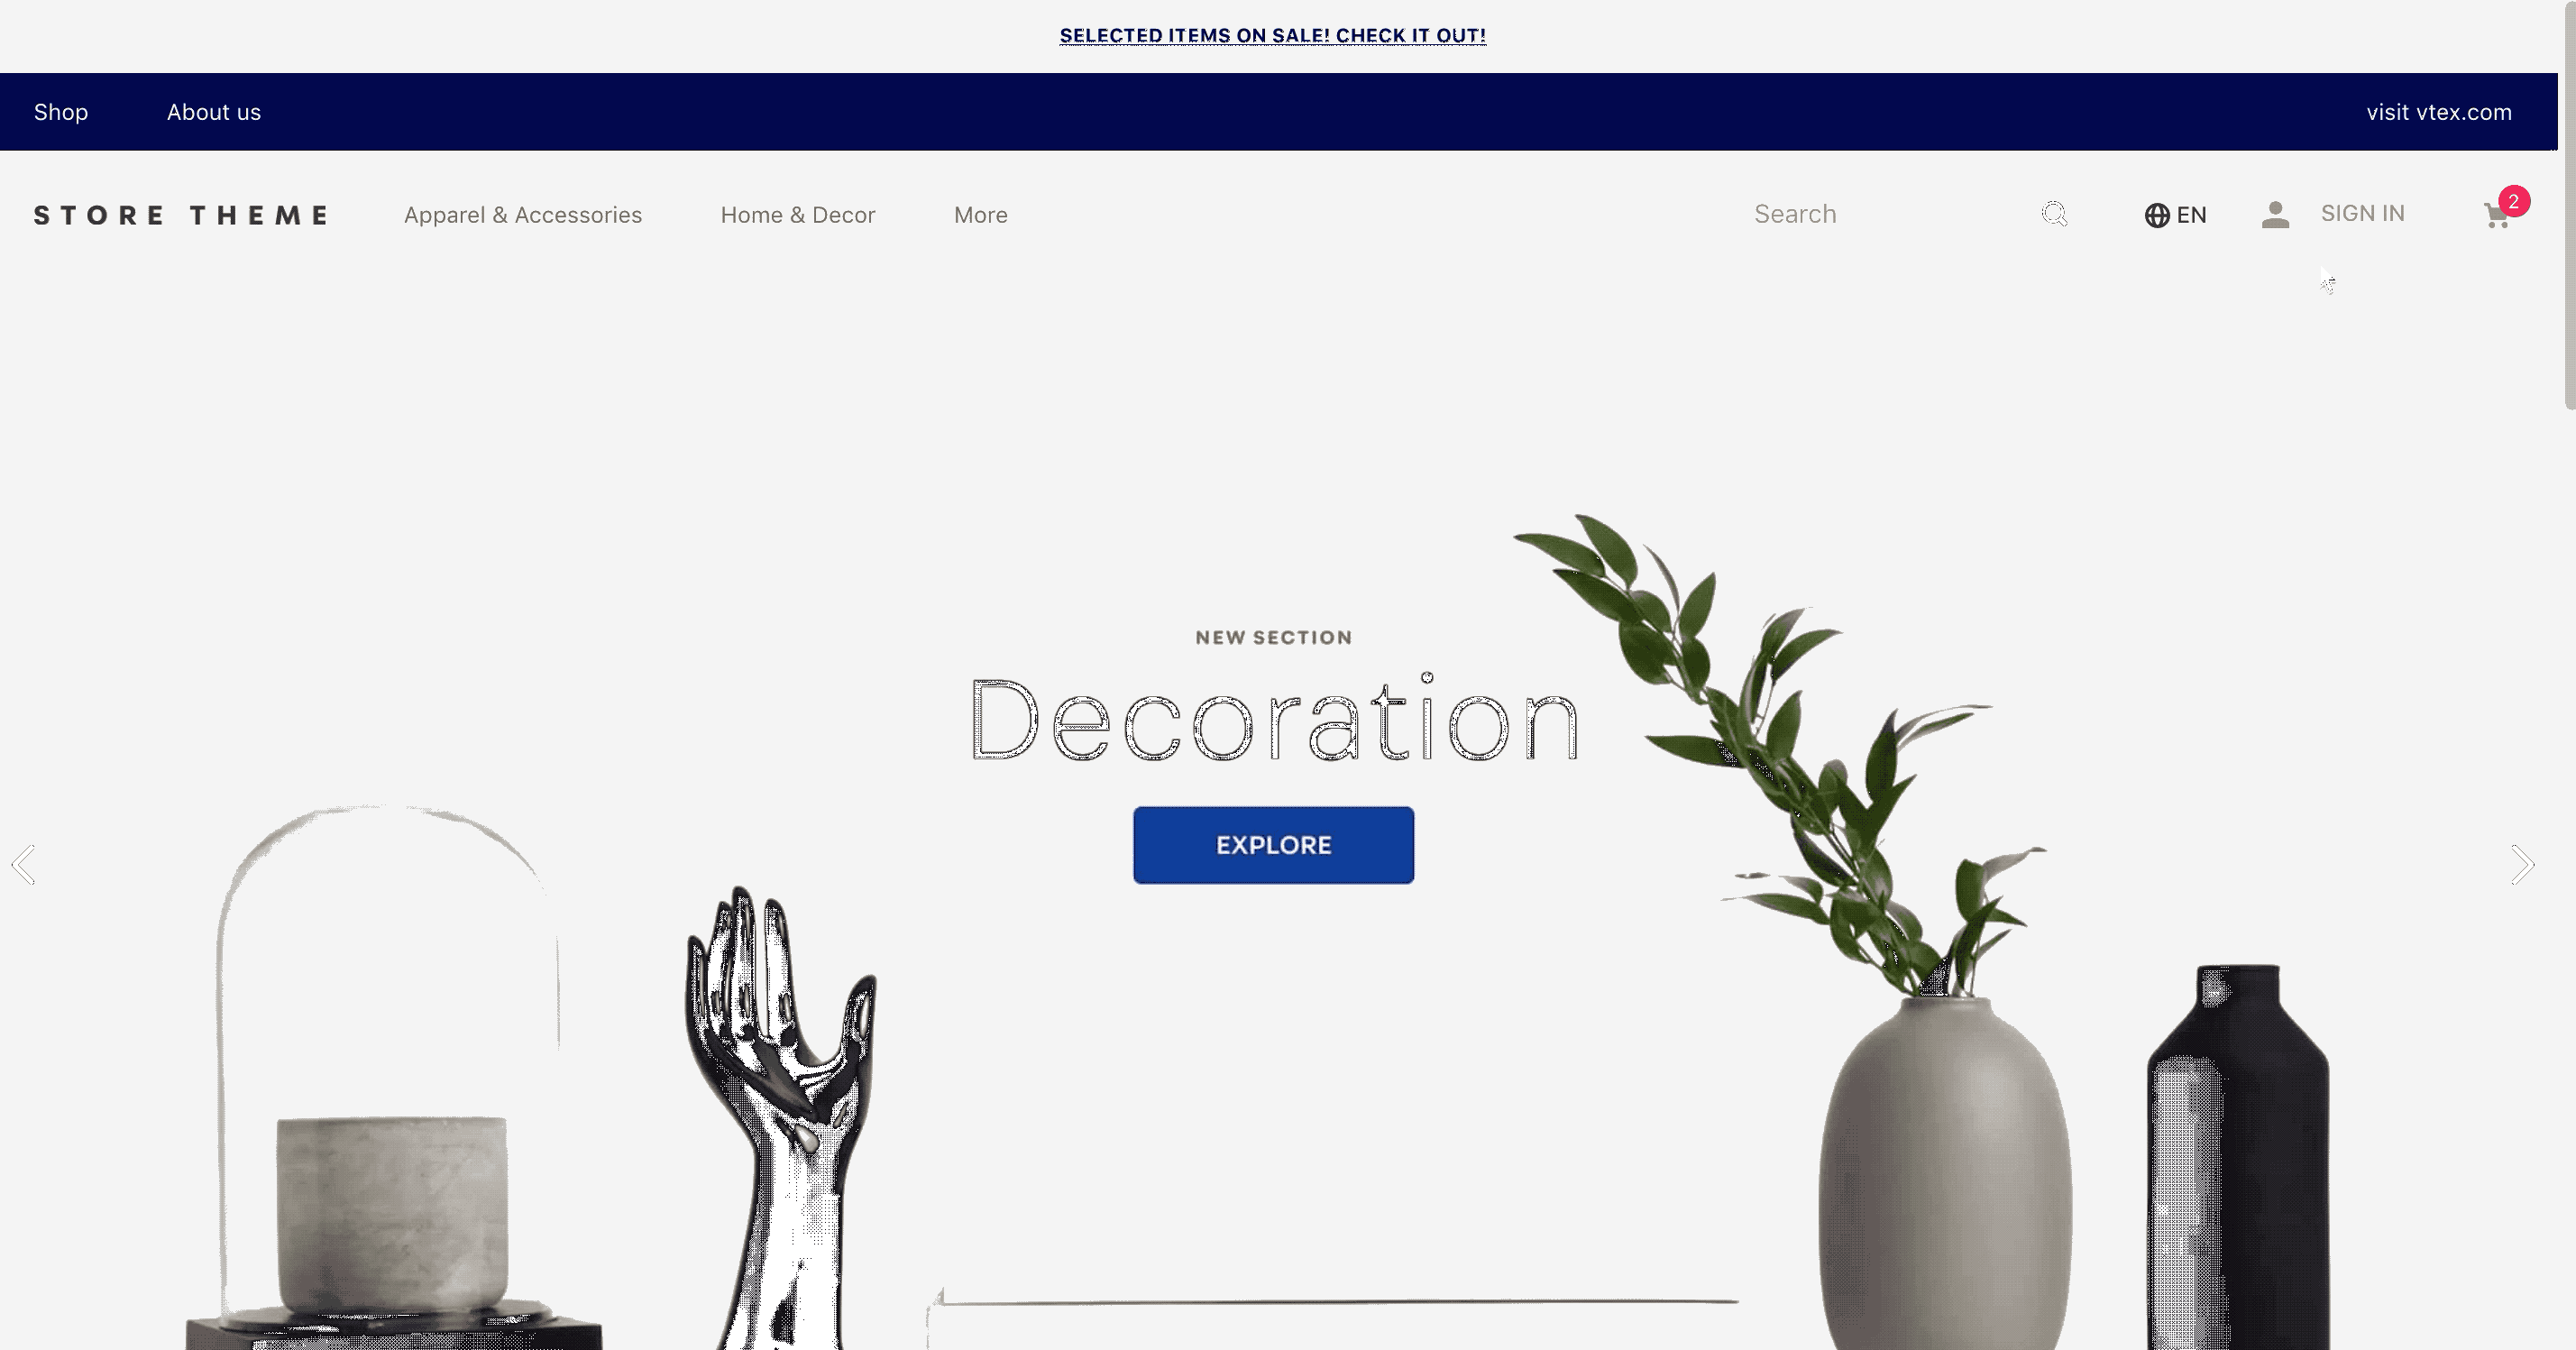 SELECTED ITEMS ON SALE! CHECK IT OUT!
Shop About us visit vtex.com
STORE THEME Apparel & Accessories Home & Decor More Search EN SIGN IN 2
NEW SECTION
Decoration
EXPLORE